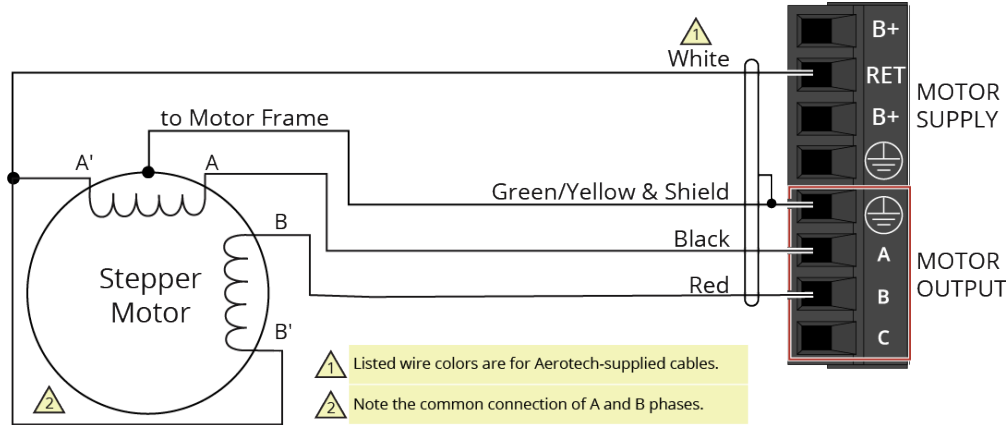 1
White
B+
RET
B+
MOTOR
SUPPLY
to Motor Frame
A'
A
Green/Yellow & Shield
B
Black
A
Red
B
MOTOR
OUTPUT
C
Stepper
Motor
B'
1 Listed wire colors are for Aerotech-supplied cables.
2
2 Note the common connection of A and B phases.